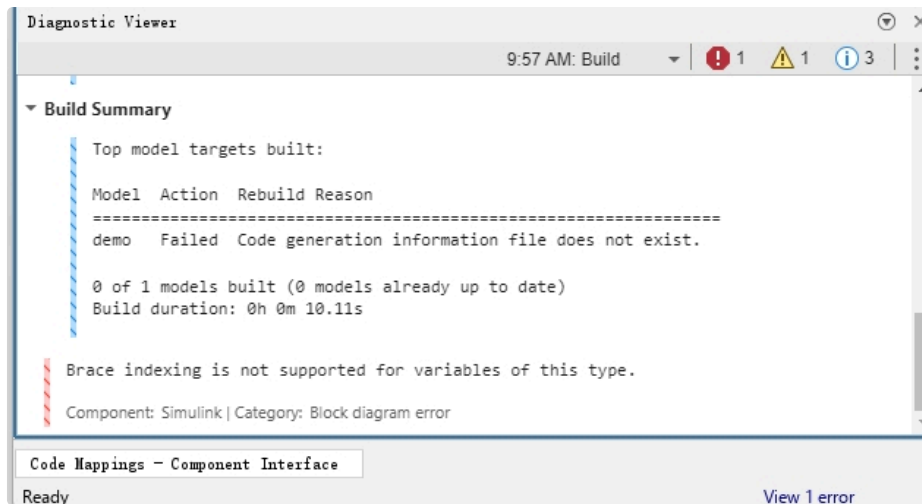 Diagnostic Viewer
9:57 AM: Build 1 1 3
Build Summary
Top model targets built:
Model Action Rebuild Reason
====================================================================
demo Failed Code generation information file does not exist.
0 of 1 models built (0 models already up to date)
Build duration: 0h 0m 10.11s
Brace indexing is not supported for variables of this type.
Component: Simulink | Category: Block diagram error
Code Mappings - Component Interface
Ready View 1 error